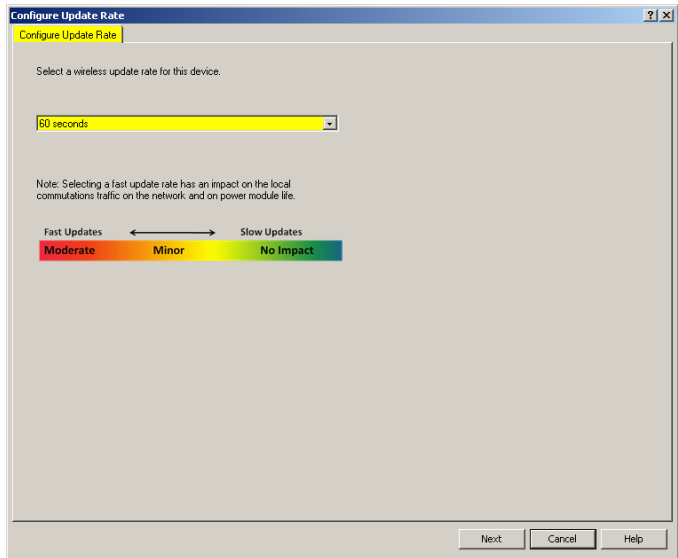 Configure Update Rate
Configure Update Rate
Select a wireless update rate for this device.
60 seconds
Note: Selecting a fast update rate has an impact on the local
commutations traffic on the network and on power module life.
Fast Updates Slow Updates
Moderate Minor No Impact
Next Cancel Help